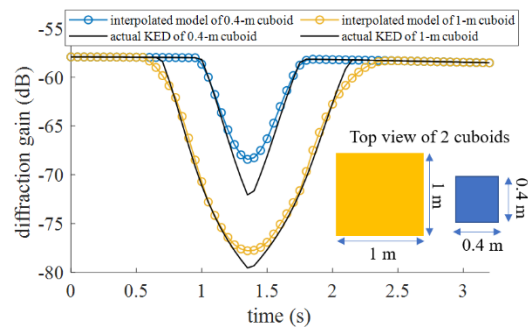 interpolated model of 0.4-m cuboid
interpolated model of 1-m cuboid
actual KED of 0.4-m cuboid
actual KED of 1-m cuboid
-55
-60
-65
-70
-75
-80
diffraction gain (dB)
Top view of 2 cuboids
1 m
0.4 m
1 m
0.4 m
0
0.5
1
1.5
2
2.5
3
time (s)